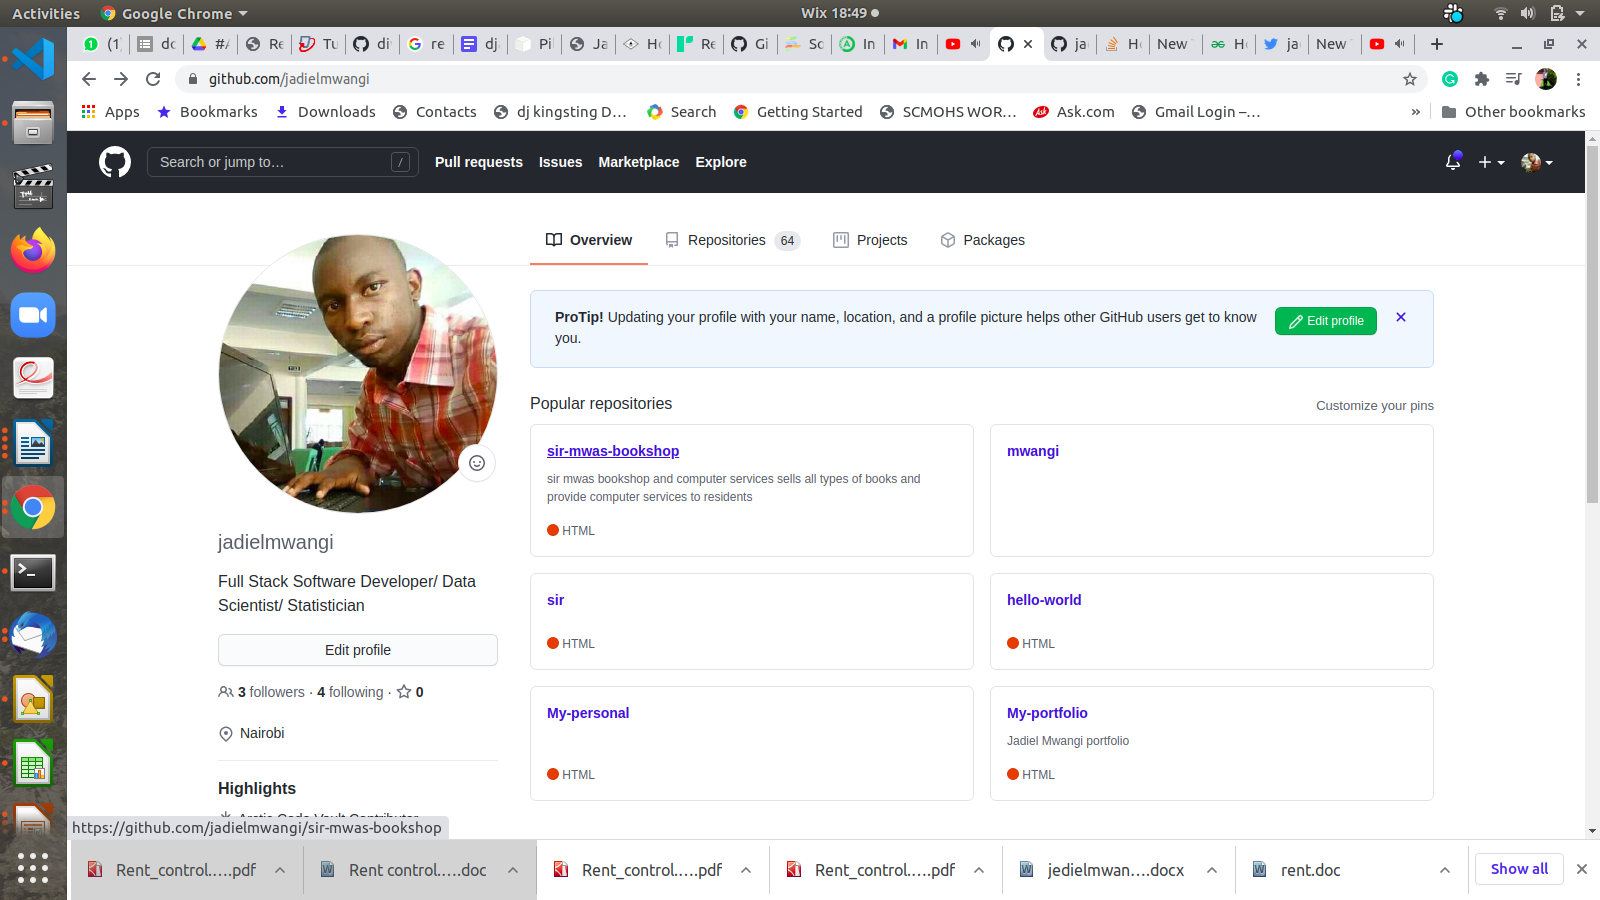 Activities
Google Chrome
Wix 18:49
(1)
dc
#A
Re
Tu
di
re
dj
Pi
Ja
Ho
Re
Gi
Sc
In
In
ja
Ho
New
Ho
ja
New
github.com/jadielmwangi
Apps
Bookmarks
Downloads
Contacts
dj kingsting D…
Search
Getting Started
SCMOHS WOR…
Ask.com
Gmail Login –…
»
Other bookmarks
Search or jump to…
/
Pull requests
Issues
Marketplace
Explore
Overview
Repositories 64
Projects
Packages
ProTip! Updating your profile with your name, location, and a profile picture helps other GitHub users get to know
you.
Edit profile
Popular repositories
Customize your pins
sir-mwas-bookshop
sir mwas bookshop and computer services sells all types of books and
provide computer services to residents
HTML
mwangi
sir
HTML
hello-world
HTML
My-personal
HTML
My-portfolio
Jadiel Mwangi portfolio
HTML
jadielmwangi
Full Stack Software Developer/ Data
Scientist/ Statistician
Edit profile
3 followers · 4 following · 0
Nairobi
Highlights
Arctic Code Vault Contributor
https://github.com/jadielmwangi/sir-mwas-bookshop
Rent_control.….pdf
Rent control.….doc
Rent_control.….pdf
Rent_control.….pdf
jedielmwan….docx
rent.doc
Show all